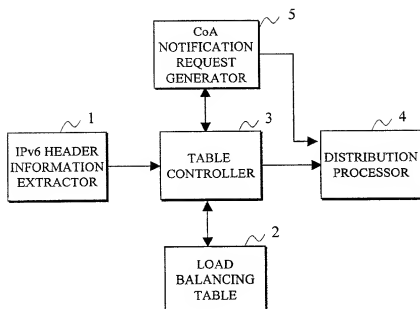 5
CoA
NOTIFICATION
REQUEST
GENERATOR
1
IPv6 HEADER
INFORMATION
EXTRACTOR
3
TABLE
CONTROLLER
4
DISTRIBUTION
PROCESSOR
2
LOAD
BALANCING
TABLE